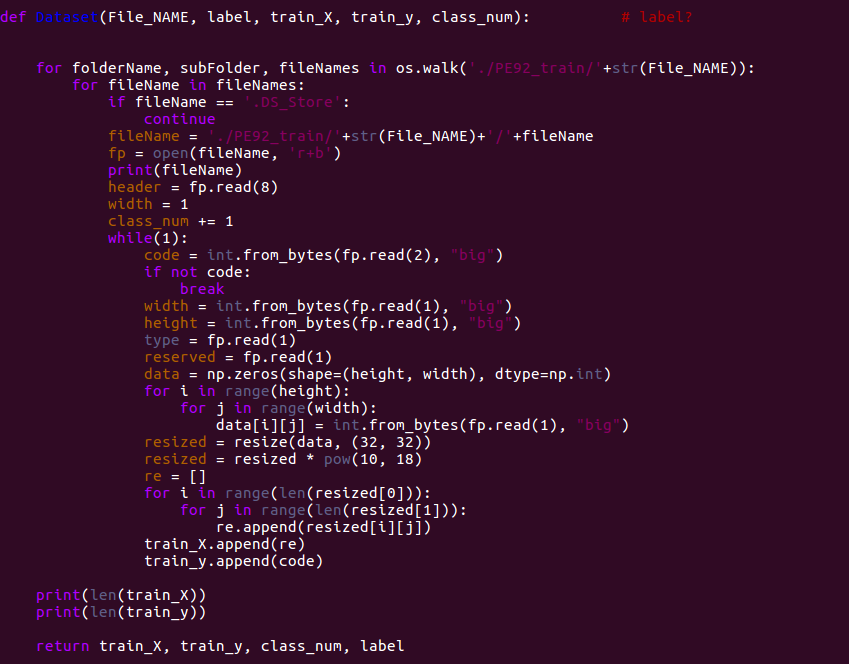 def Dataset(File_NAME, label, train_X, train_y, class_num):          # label?
    for folderName, subFolder, fileNames in os.walk('./PE92_train/'+str(File_NAME)):
        for fileName in fileNames:
            if fileName == '.DS_Store':
                continue
            fileName = './PE92_train/'+str(File_NAME)+'/'+fileName
            fp = open(fileName, 'r+b')
            print(fileName)
            header = fp.read(8)
            width = 1
            class_num += 1
            while(1):
                code = int.from_bytes(fp.read(2), "big")
                if not code:
                    break
                width = int.from_bytes(fp.read(1), "big")
                height = int.from_bytes(fp.read(1), "big")
                type = fp.read(1)
                reserved = fp.read(1)
                data = np.zeros(shape=(height, width), dtype=np.int)
                for i in range(height):
                    for j in range(width):
                        data[i][j] = int.from_bytes(fp.read(1), "big")
                resized = resize(data, (32, 32))
                resized = resized * pow(10, 18)
                re = []
                for i in range(len(resized[0])):
                    for j in range(len(resized[1])):
                        re.append(resized[i][j])
                train_X.append(re)
                train_y.append(code)
    print(len(train_X))
    print(len(train_y))
    return train_X, train_y, class_num, label